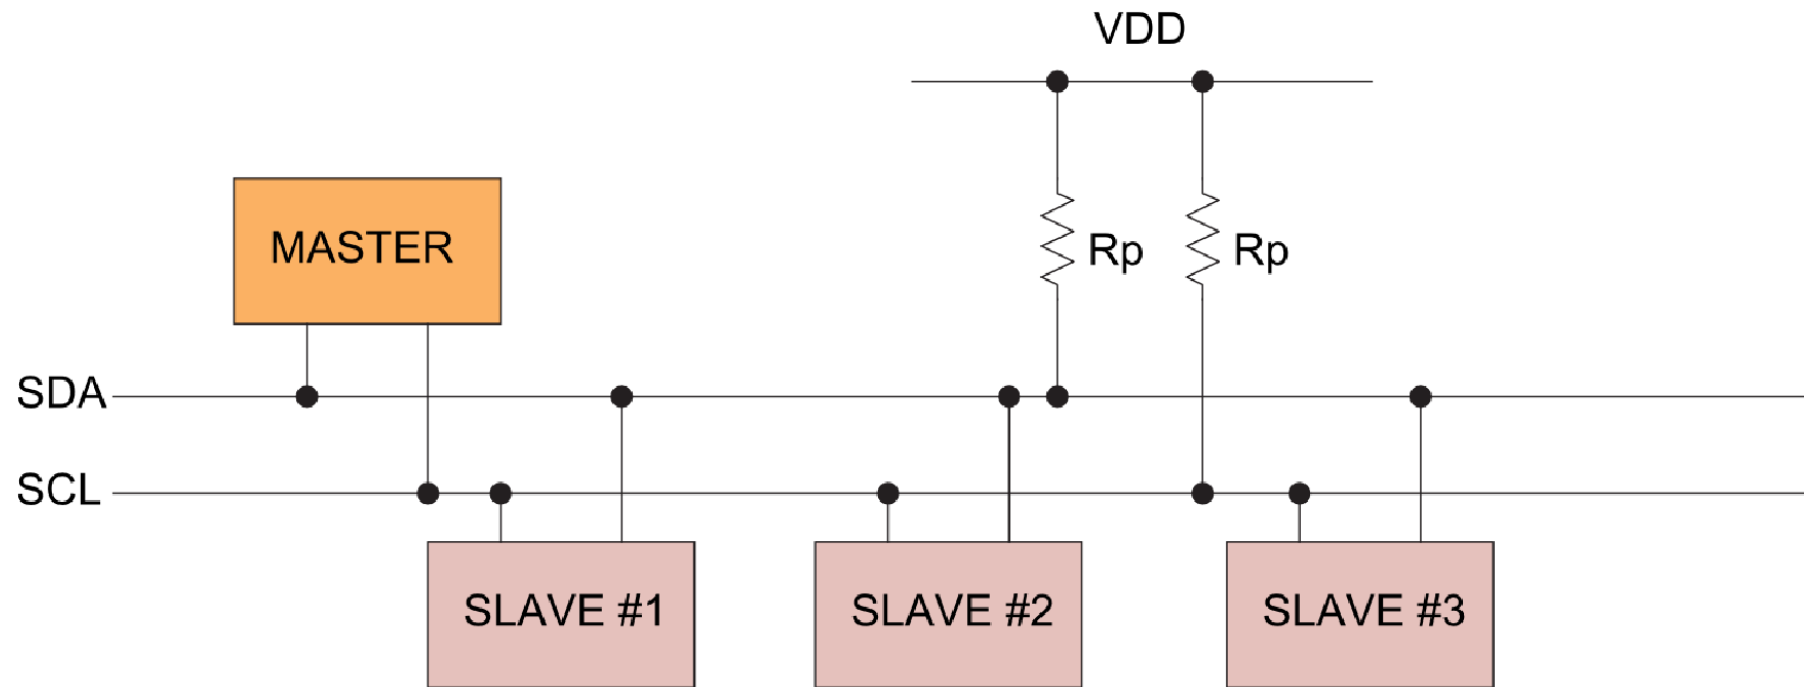 VDD
MASTER
Rp
Rp
SDA
SCL
SLAVE #1
SLAVE #2
SLAVE #3